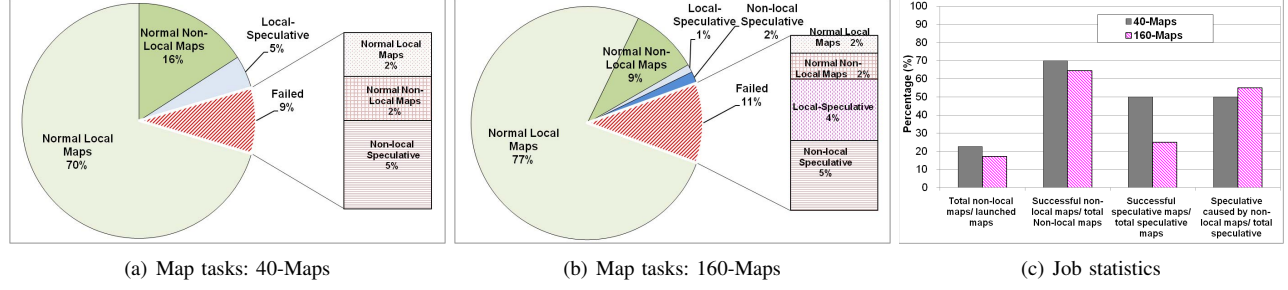 Normal Non-
Local Maps
16%
Local-
Speculative
5%
Failed
9%
Normal Local
Maps
70%
Normal Local
Maps
2%
Normal Non-
Local Maps
2%
Non-local
Speculative
5%
(a) Map tasks: 40-Maps
Normal Non-
Local Maps
9%
Local-
Speculative
1%
Non-local
Speculative
2%
Failed
11%
Normal Local
Maps
77%
Normal Local
Maps 2%
Normal Non-
Local Maps 2%
Local-Speculative
4%
Non-local
Speculative
5%
(b) Map tasks: 160-Maps
Percentage (%)
100
90
80
70
60
50
40
30
20
10
0
40-Maps
160-Maps
Total non-local
maps/ launched
maps
Successful non-
local maps/ total
Non-local maps
Successful
speculative maps/
total speculative
maps
Speculative
caused by non-
local maps/ total
speculative
(c) Job statistics